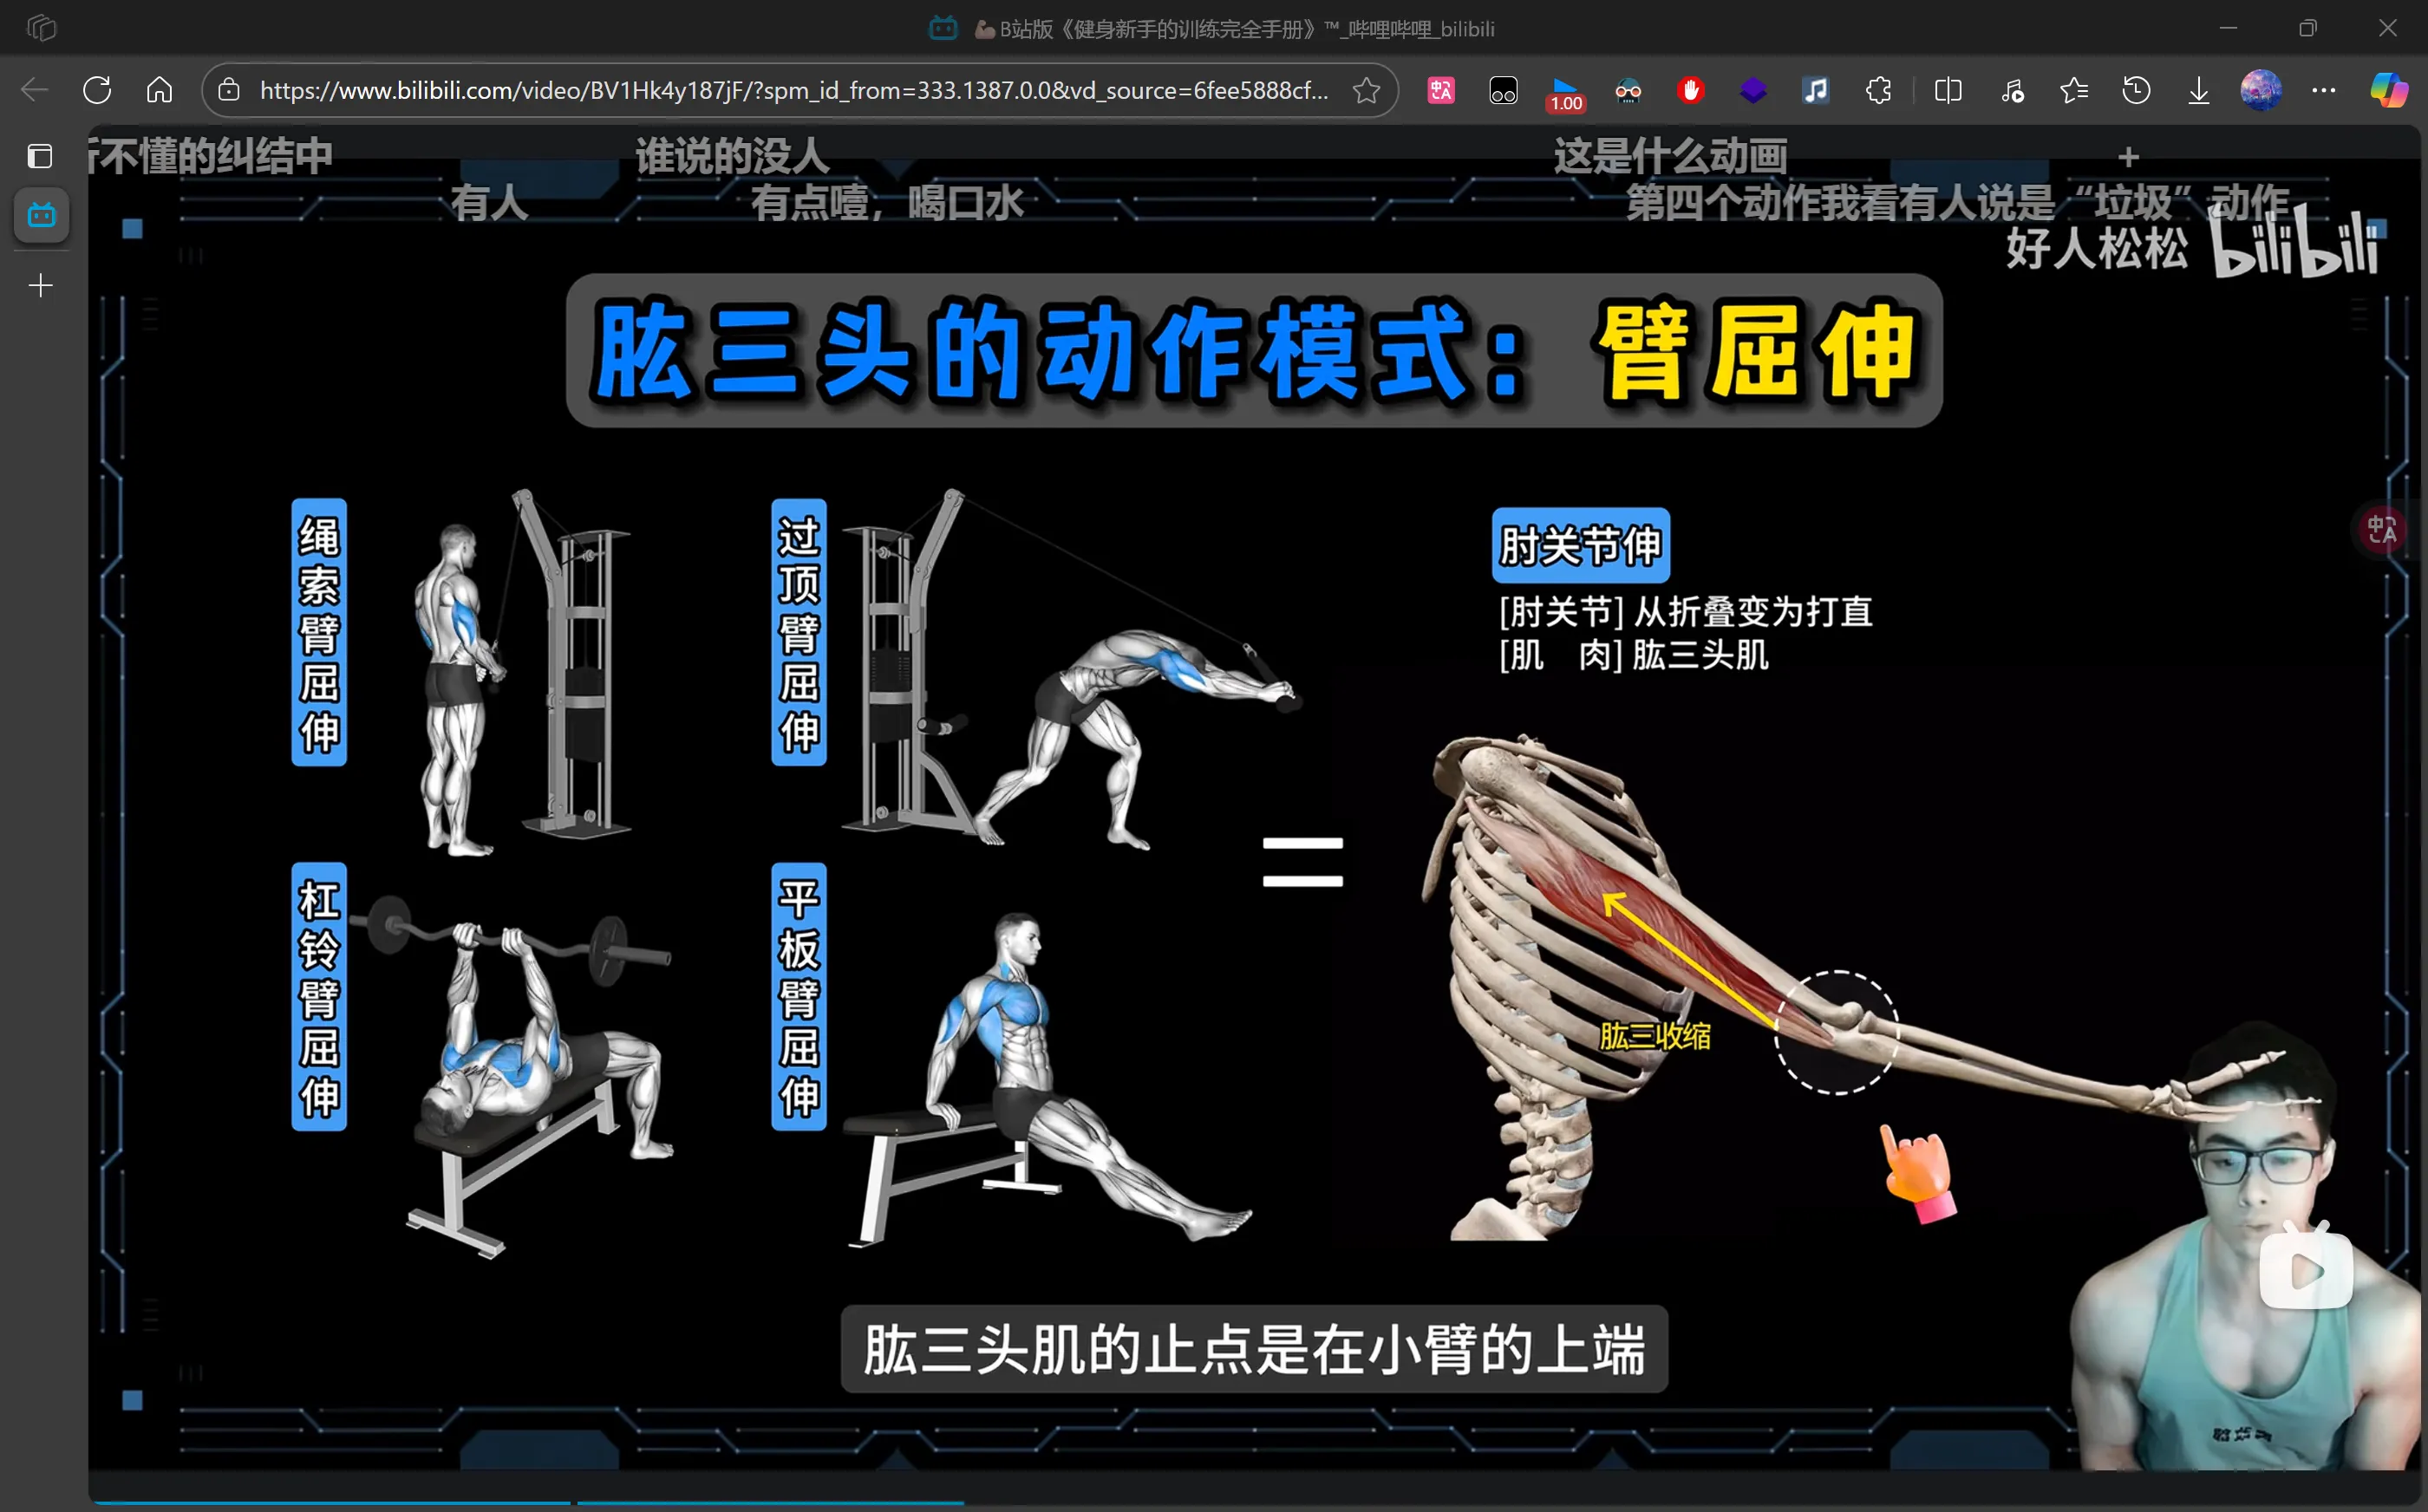 B站版《健身新手的训练完全手册》™_哔哩哔哩_bilibili
https://www.bilibili.com/video/BV1Hk4y187jF/?spm_id_from=333.1387.0.0&vd_source=6fee5888cf...
1.00
不懂的纠结中
谁说的没人
这是什么动画
+
有人
有点噎，喝口水
第四个动作我看有人说是“垃圾”动作
好人松松 bilibili
肱三头的动作模式：臂屈伸
绳索臂屈伸
过顶臂屈伸
肘关节伸
[肘关节] 从折叠变为打直
[肌 肉] 肱三头肌
杠铃臂屈伸
平板臂屈伸
=
肱三收缩
肱三头肌的止点是在小臂的上端